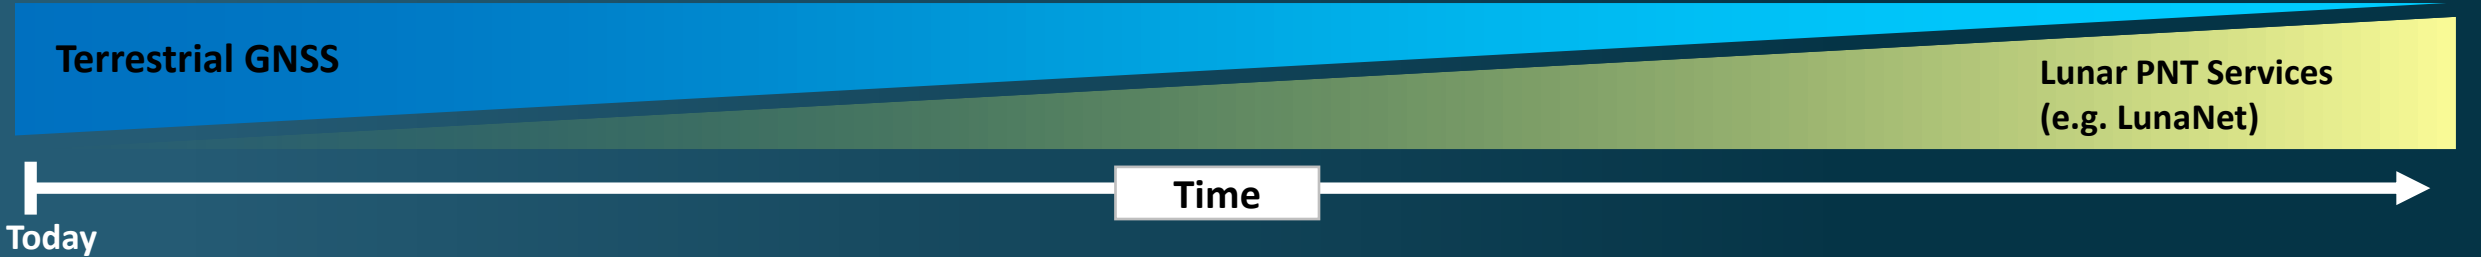 Terrestrial GNSS
Lunar PNT Services
(e.g. LunaNet)
Time
Today